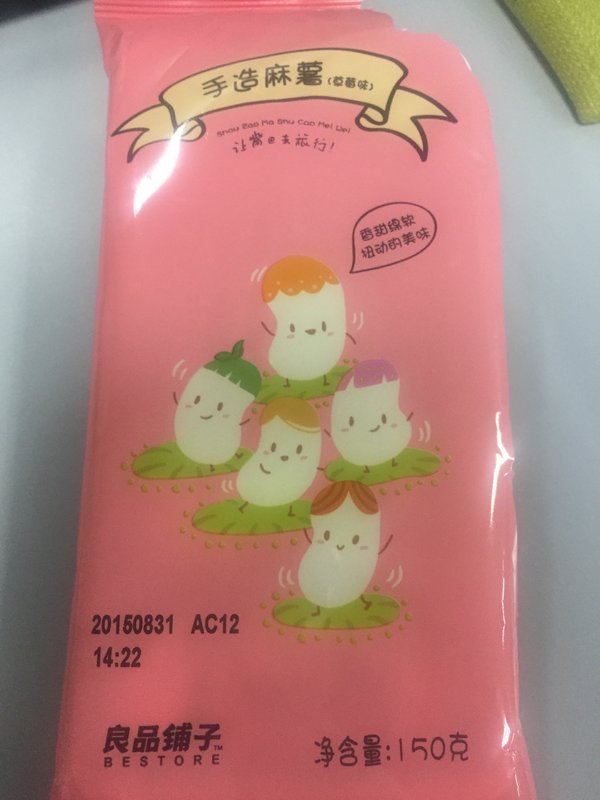 手造麻薯(草莓味)
Shou Zao Ma Shu Cao Mei Wei
让嘴巴去旅行!
香甜绵软
扭动的美味
20150831 AC12
14:22
良品铺子™
BESTORE
净含量:150克